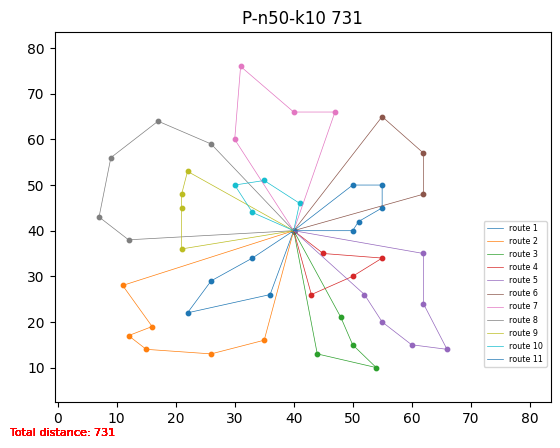 P-n50-k10 731
80
70
60
50
40
30
20
10
0 10 20 30 40 50 60 70 80
route 1
route 2
route 3
route 4
route 5
route 6
route 7
route 8
route 9
route 10
route 11
Total distance: 731